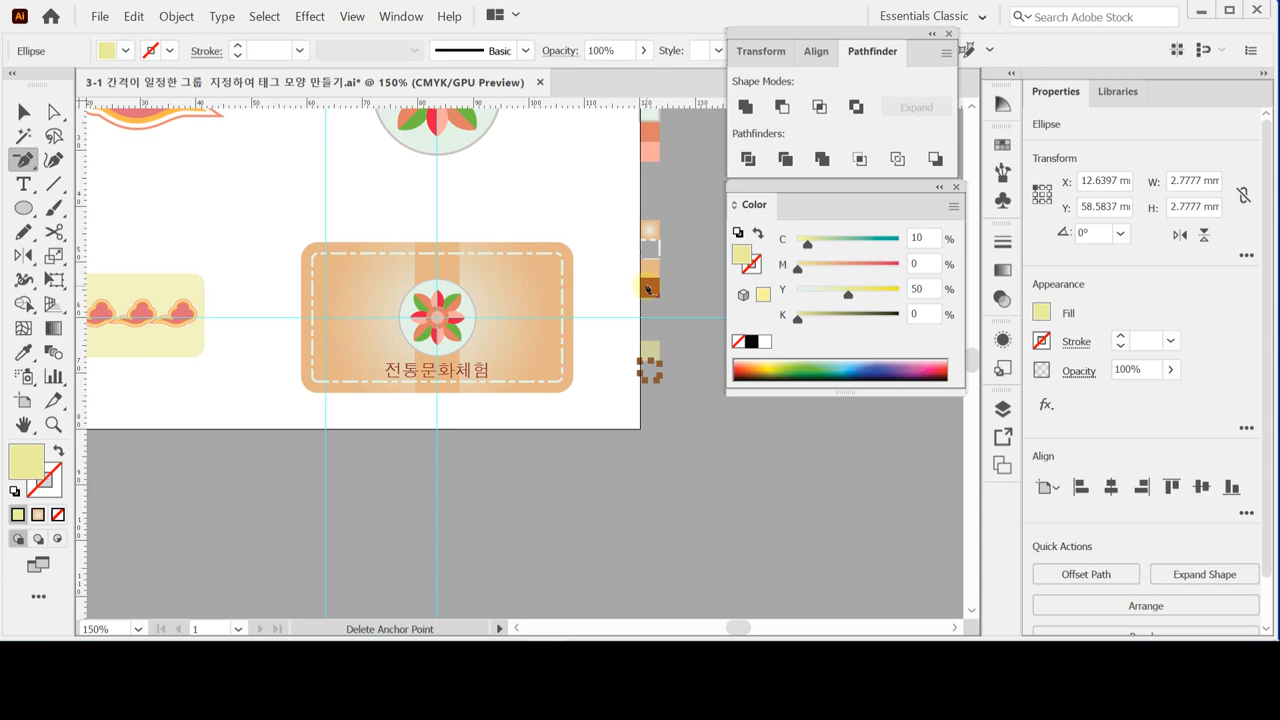 Ai File Edit Object Type Select Effect View Window Help Essentials Classic Search Adobe Stock
Ellipse Stroke: Basic Opacity: 100% Style:
Transform Align Pathfinder
3-1 간격이 일정한 그룹 지정하여 태그 모양 만들기.ai* @ 150% (CMYK/GPU Preview)
Shape Modes:
Expand
Pathfinders:
Color
C 10 %
M 0 %
Y 50 %
K 0 %
Properties Libraries
Ellipse
Transform
X: 12.6397 mm W: 2.7777 mm
Y: 58.5837 mm H: 2.7777 mm
0°
Appearance
Fill
Stroke
Opacity 100%
fx.
Align
Quick Actions
Offset Path Expand Shape
Arrange
전통문화체험
150% 1 Delete Anchor Point